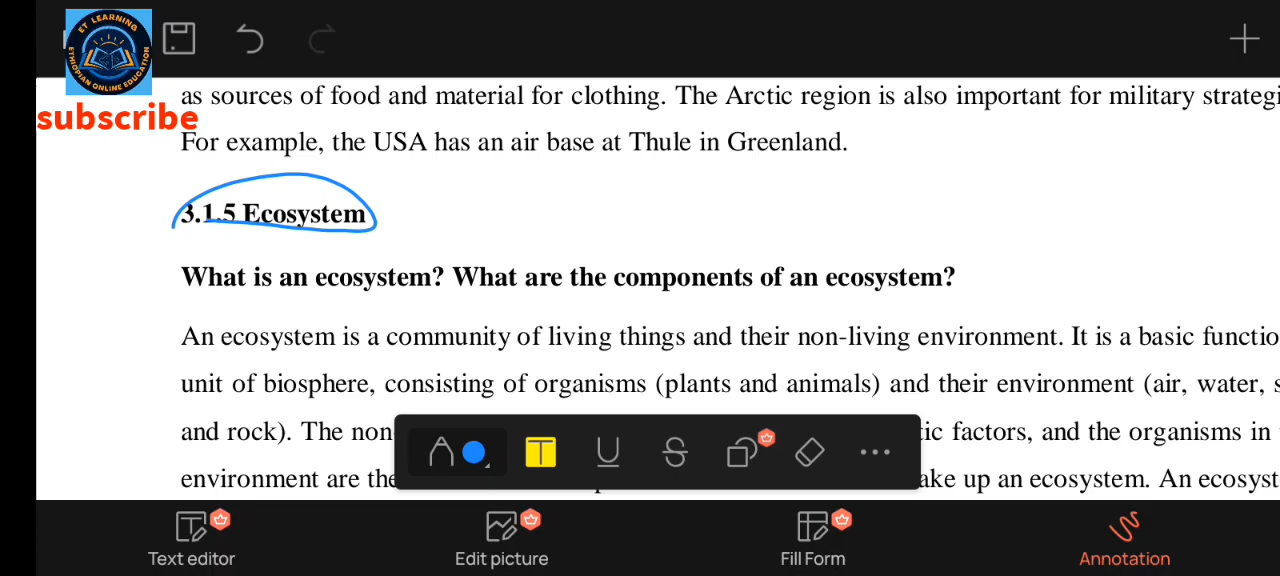 ET LEARNING
ETHIOPIAN ONLINE EDUCATION
subscribe
as sources of food and material for clothing. The Arctic region is also important for military
For example, the USA has an air base at Thule in Greenland.
3.1.5 Ecosystem
What is an ecosystem? What are the components of an ecosystem?
An ecosystem is a community of living things and their non-living environment. It is a basic
unit of biosphere, consisting of organisms (plants and animals) and their environment (air, water,
and rock). The non factors, and the organisms in
environment are the up an ecosystem. An
T
U
S
Text editor
Edit picture
Fill Form
Annotation